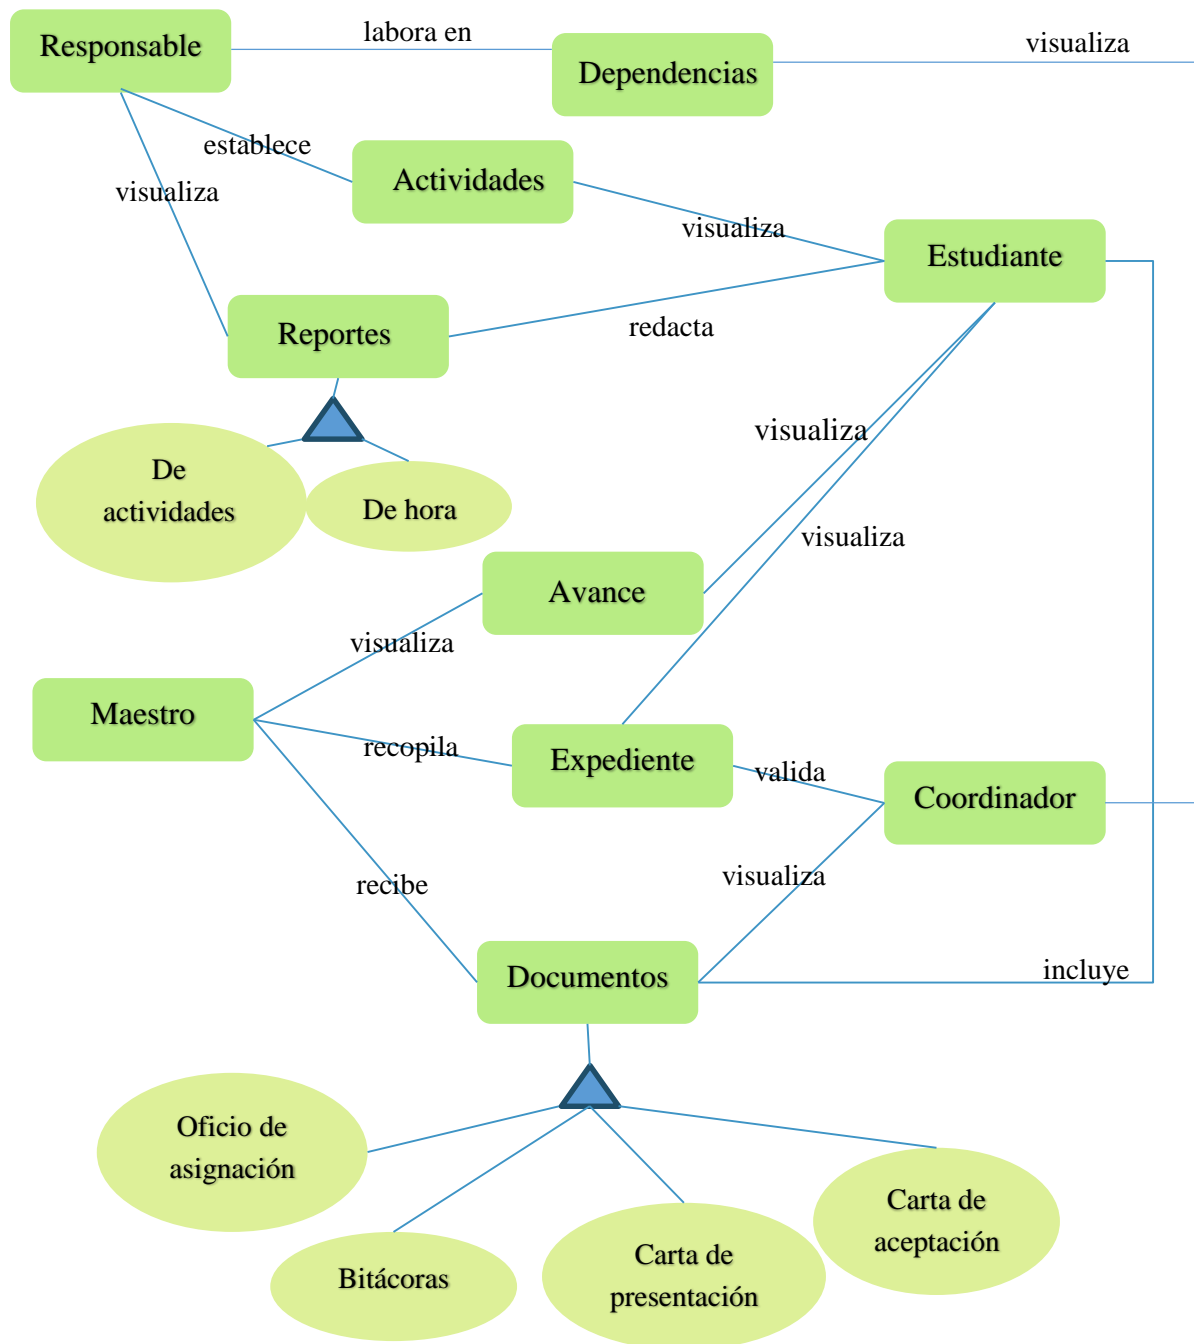 Responsable
labora en
Dependencias
visualiza
establece
Actividades
visualiza
visualiza
Estudiante
Reportes
redacta
visualiza
De
actividades
De hora
visualiza
Avance
visualiza
Maestro
recopila
Expediente
valida
Coordinador
recibe
visualiza
Documentos
incluye
Oficio de
asignación
Bitácoras
Carta de
presentación
Carta de
aceptación